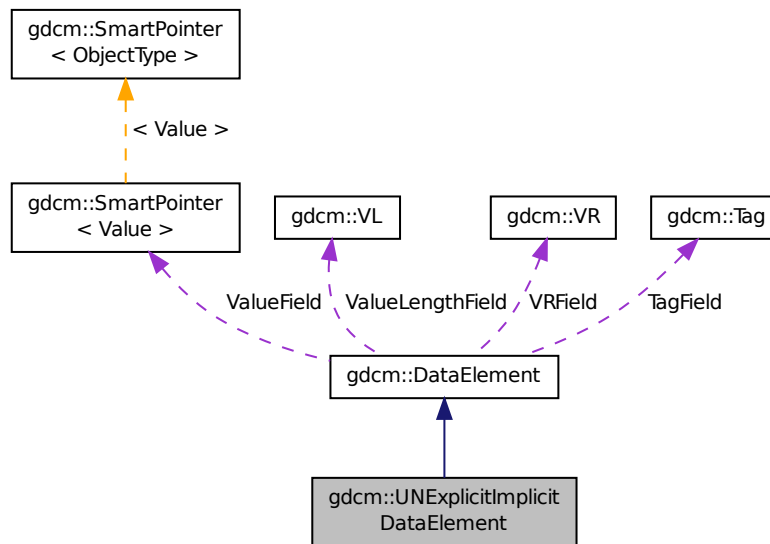 gdcm::SmartPointer
< ObjectType >
< Value >
gdcm::SmartPointer
< Value >
gdcm::VL
gdcm::VR
gdcm::Tag
ValueField
ValueLengthField
VRField
TagField
gdcm::DataElement
gdcm::UNExplicitImplicit
DataElement